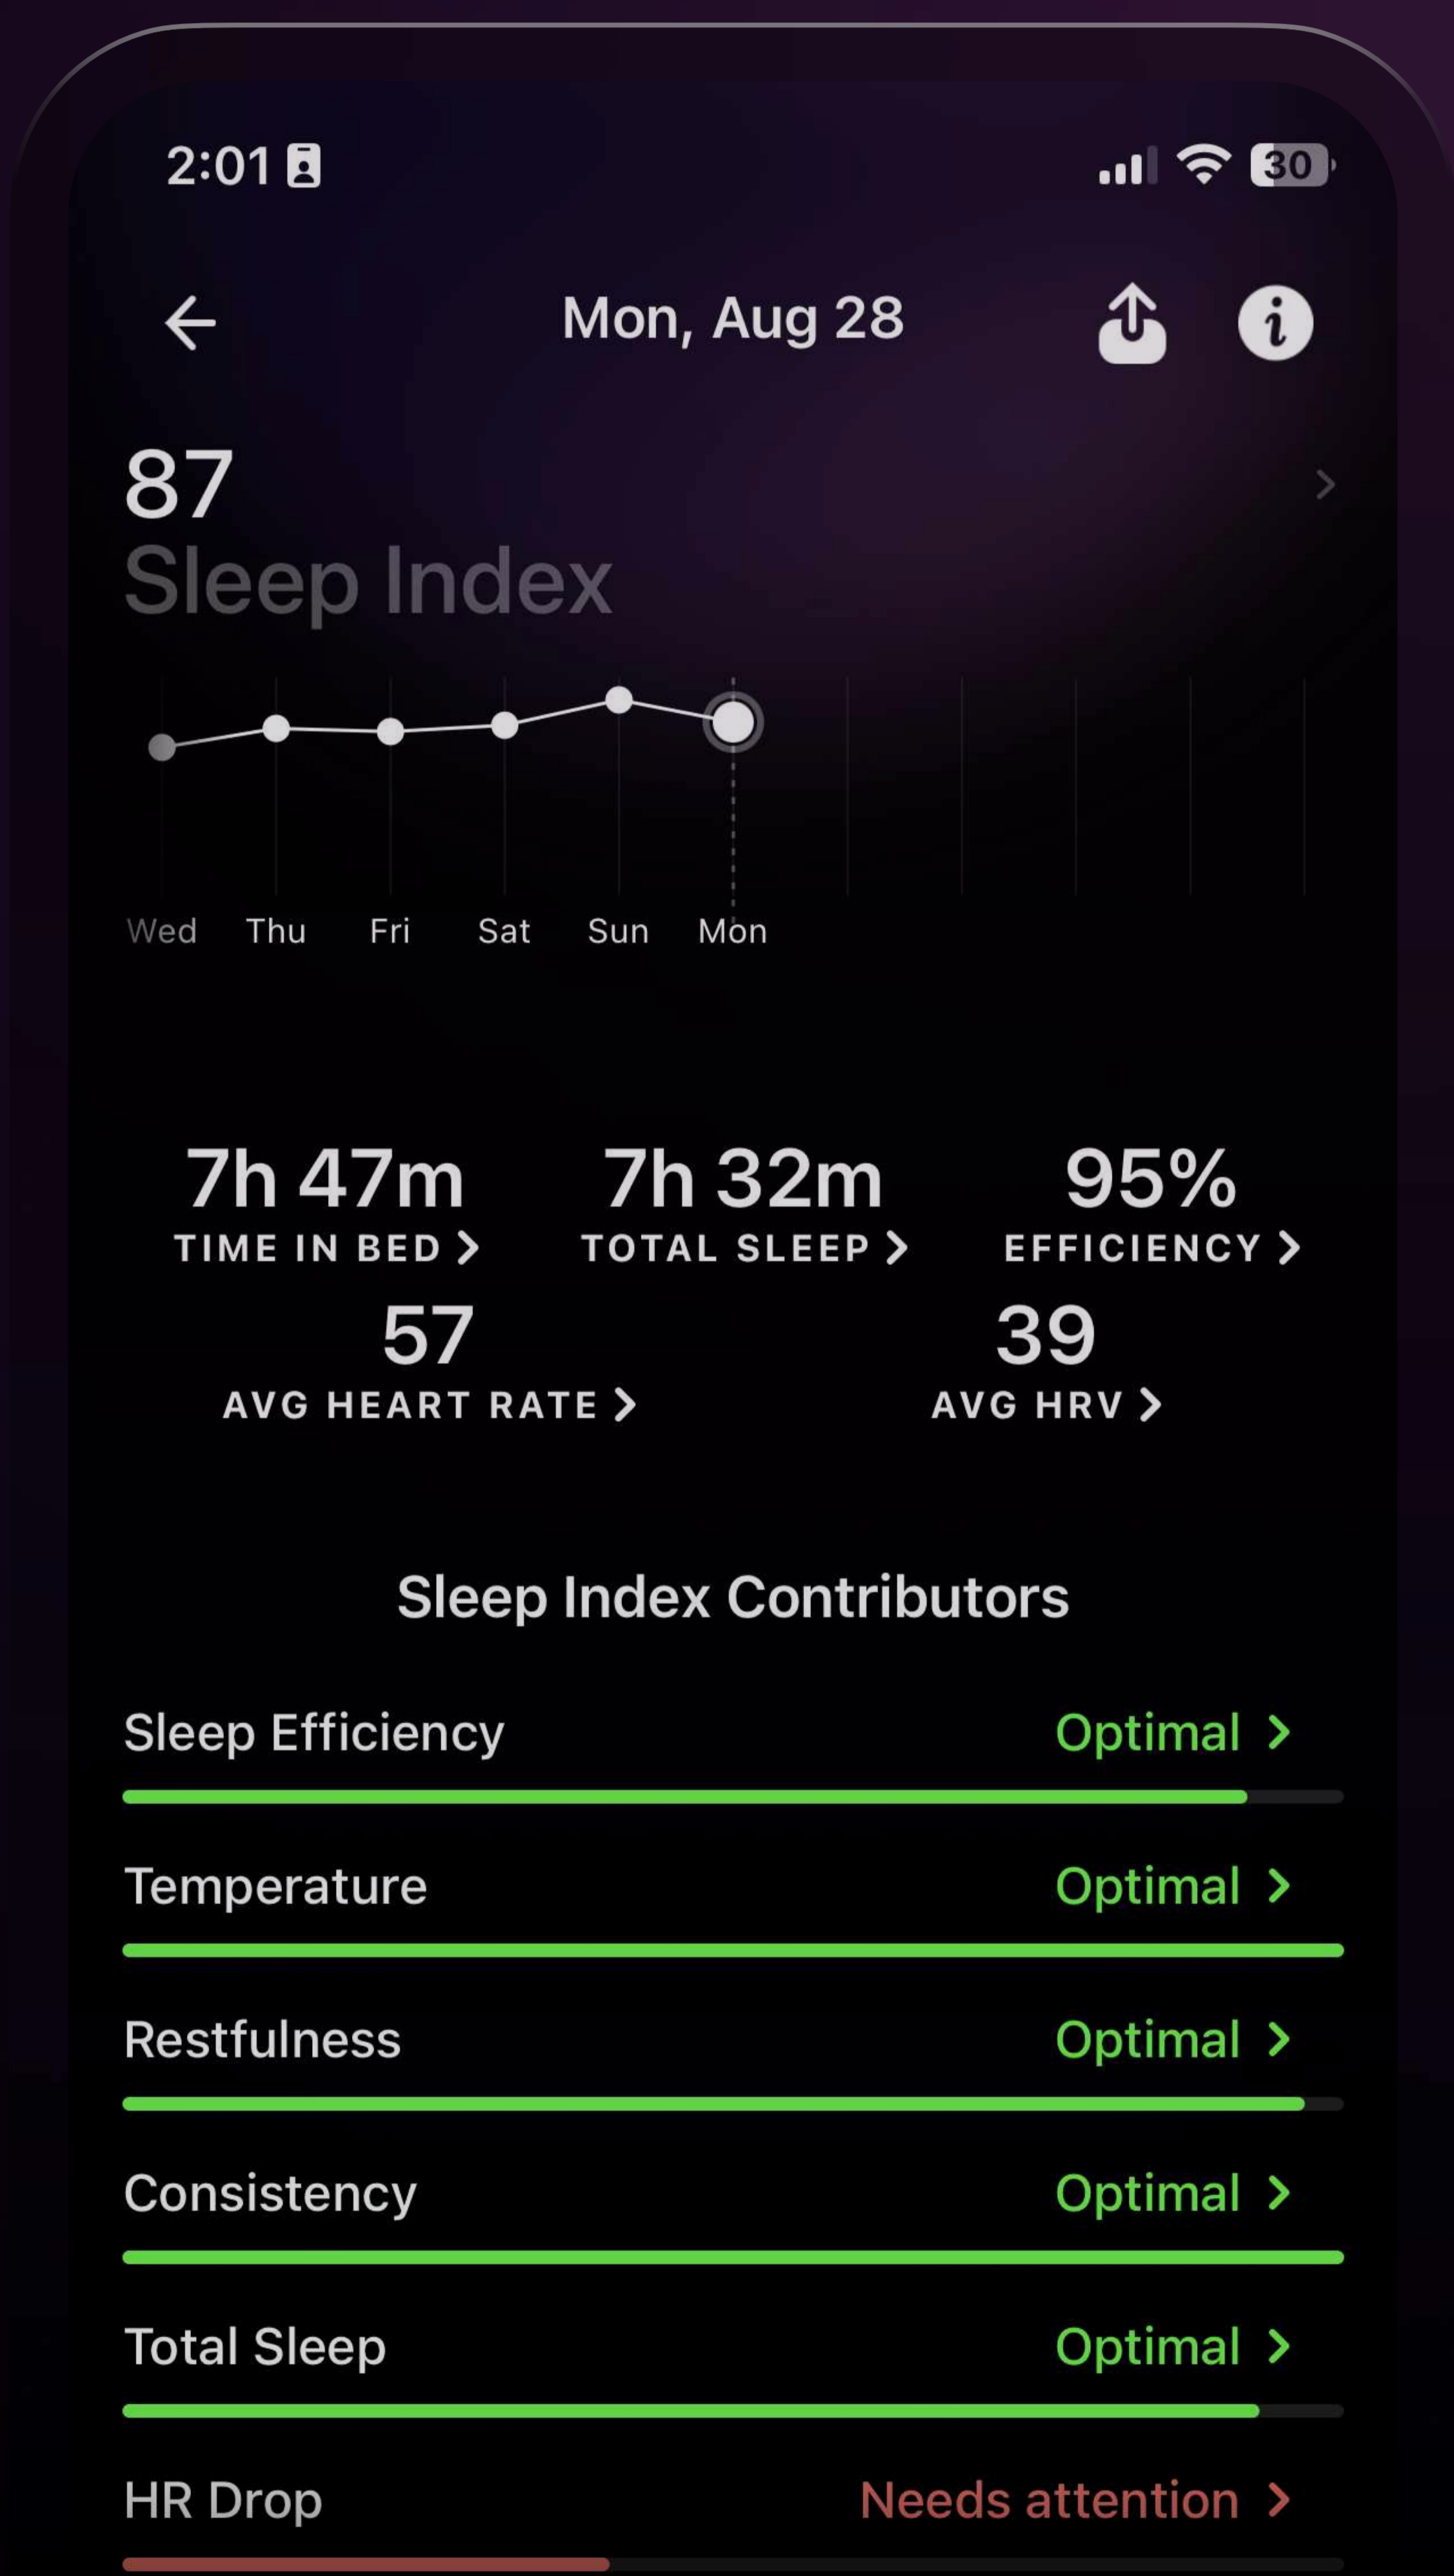 2:01 30
Mon, Aug 28
87
Sleep Index
Wed Thu Fri Sat Sun Mon
7h 47m 7h 32m 95%
TIME IN BED TOTAL SLEEP EFFICIENCY
57 39
AVG HEART RATE AVG HRV
Sleep Index Contributors
Sleep Efficiency Optimal
Temperature Optimal
Restfulness Optimal
Consistency Optimal
Total Sleep Optimal
HR Drop Needs attention